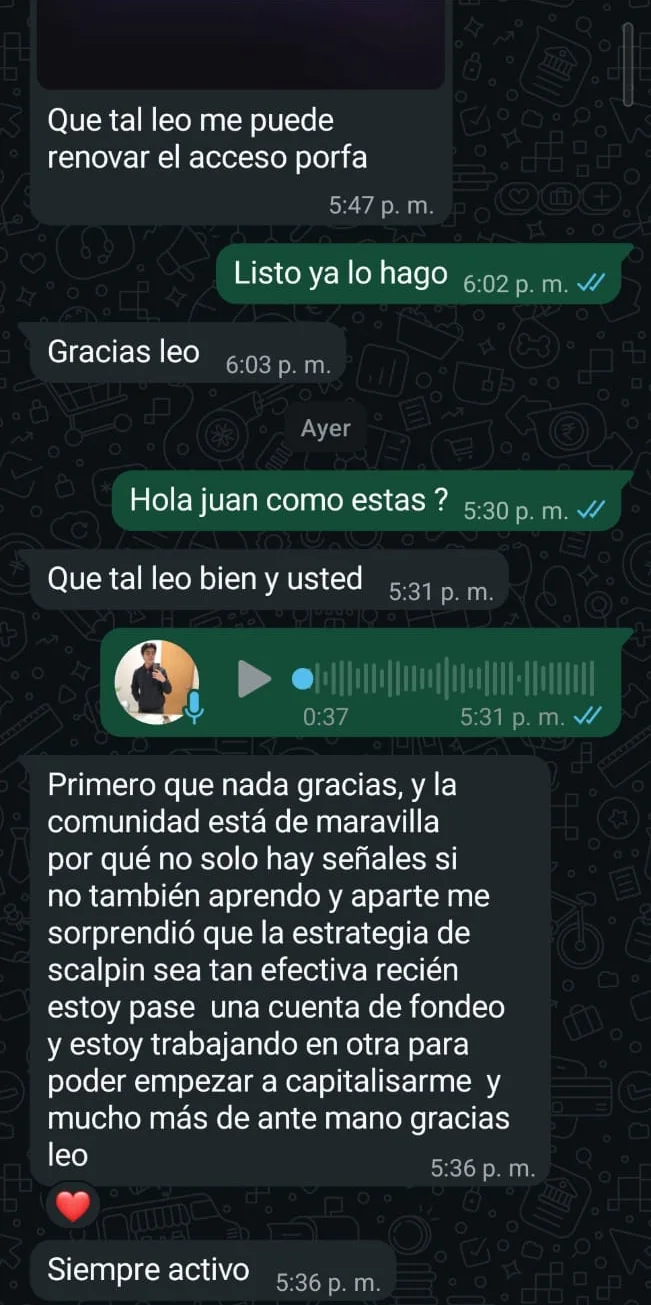 Que tal leo me puede
renovar el acceso porfa
5:47 p. m.
Listo ya lo hago 6:02 p. m.
Gracias leo 6:03 p. m.
Ayer
Hola juan como estas ? 5:30 p. m.
Que tal leo bien y usted 5:31 p. m.
0:37 5:31 p. m.
Primero que nada gracias, y la
comunidad está de maravilla
por qué no solo hay señales si
no también aprendo y aparte me
sorprendió que la estrategia de
scalpin sea tan efectiva recién
estoy pase una cuenta de fondeo
y estoy trabajando en otra para
poder empezar a capitalisarme y
mucho más de ante mano gracias
leo
5:36 p. m.
Siempre activo 5:36 p. m.